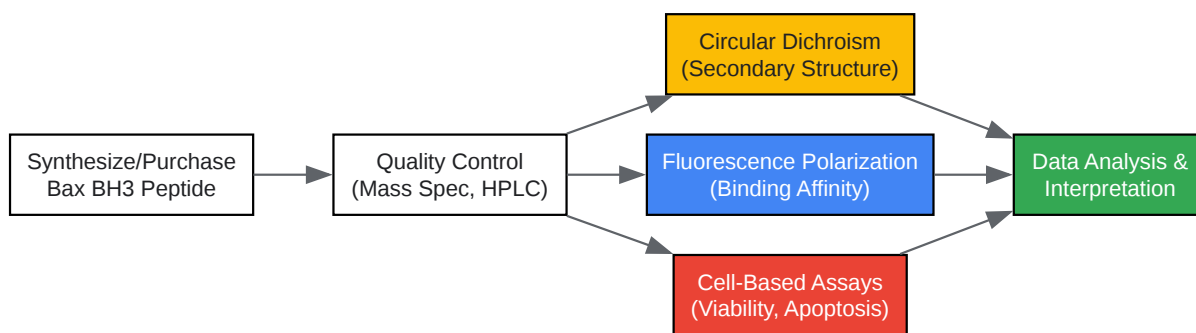 Synthesize/Purchase
Bax BH3 Peptide
Quality Control
(Mass Spec, HPLC)
Circular Dichroism
(Secondary Structure)
Fluorescence Polarization
(Binding Affinity)
Cell-Based Assays
(Viability, Apoptosis)
Data Analysis &
Interpretation